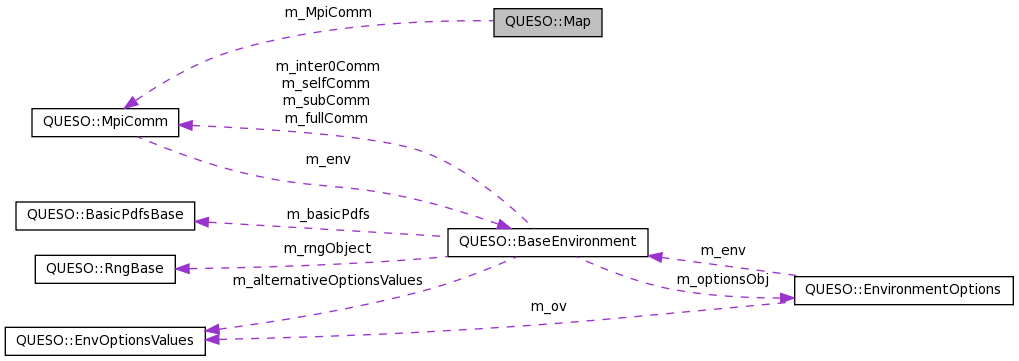 m_MpiComm
QUESO::Map
m_inter0Comm
m_selfComm
m_subComm
m_fullComm
QUESO::MpiComm
m_env
QUESO::BasicPdfsBase
m_basicPdfs
QUESO::BaseEnvironment
m_rngObject
m_env
QUESO::RngBase
m_alternativeOptionsValues
m_optionsObj
QUESO::EnvironmentOptions
m_ov
QUESO::EnvOptionsValues